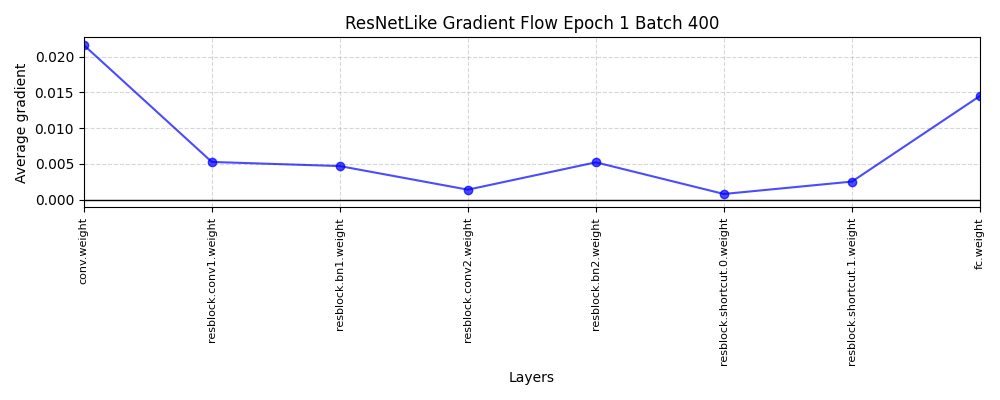 ResNetLike Gradient Flow Epoch 1 Batch 400
Average gradient
0.020
0.015
0.010
0.005
0.000
conv.weight
resblock.conv1.weight
resblock.bn1.weight
resblock.conv2.weight
resblock.bn2.weight
resblock.shortcut.0.weight
resblock.shortcut.1.weight
fc.weight
Layers